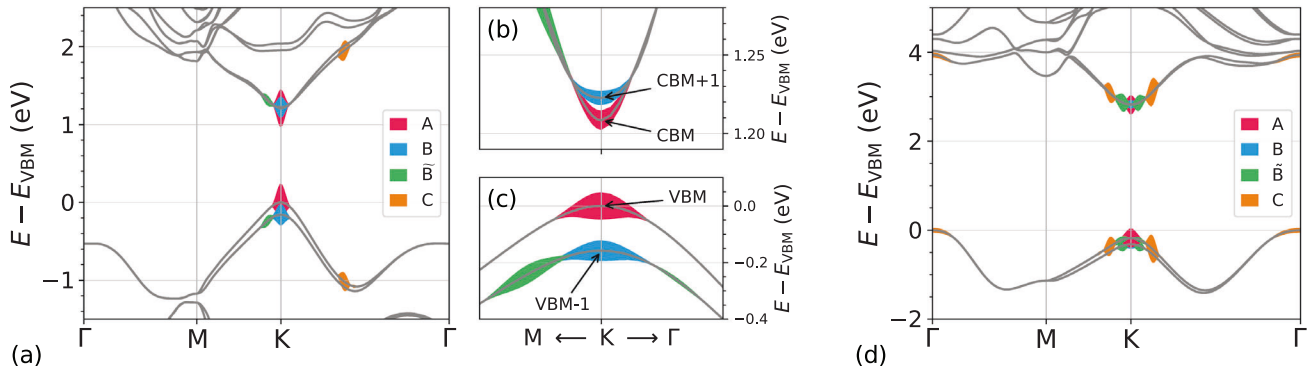 E − E_VBM (eV)
2
1
0
−1
Γ
M
K
Γ
A
B
B̃
C
(a)
(b)
CBM+1
CBM
1.25
1.20
E − E_VBM (eV)
(c)
VBM
VBM-1
0.0
−0.2
−0.4
E − E_VBM (eV)
M ← K → Γ
E − E_VBM (eV)
4
2
0
−2
Γ
M
K
Γ
A
B
B̃
C
(d)